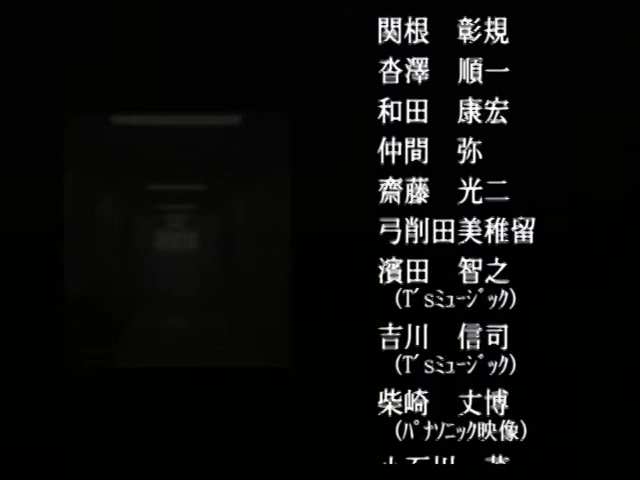 関根　彰規
沓澤　順一
和田　康宏
仲間　弥
齋藤　光二
弓削田美稚留
濱田　智之
(T'sﾐｭｰｼﾞｯｸ)
吉川　信司
(T'sﾐｭｰｼﾞｯｸ)
柴崎　丈博
(ﾊﾟﾅｿﾆｯｸ映像)